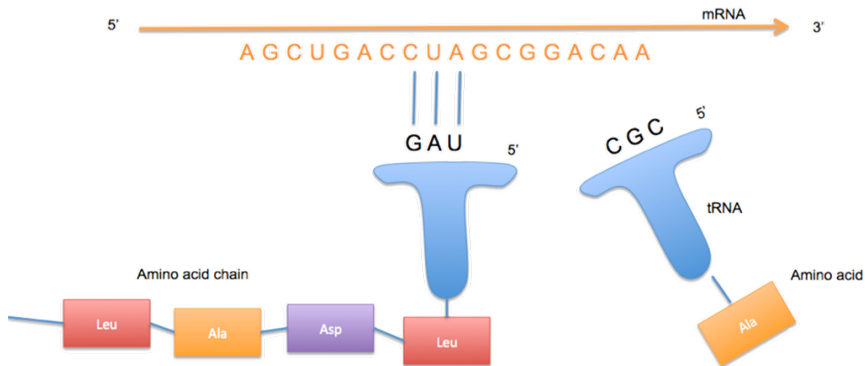 5' mRNA 3'
AGCUGACCUAGCGGACAA
GAU 5'
CGC 5'
tRNA
Amino acid chain
Amino acid
Leu Ala Asp Leu
Ala